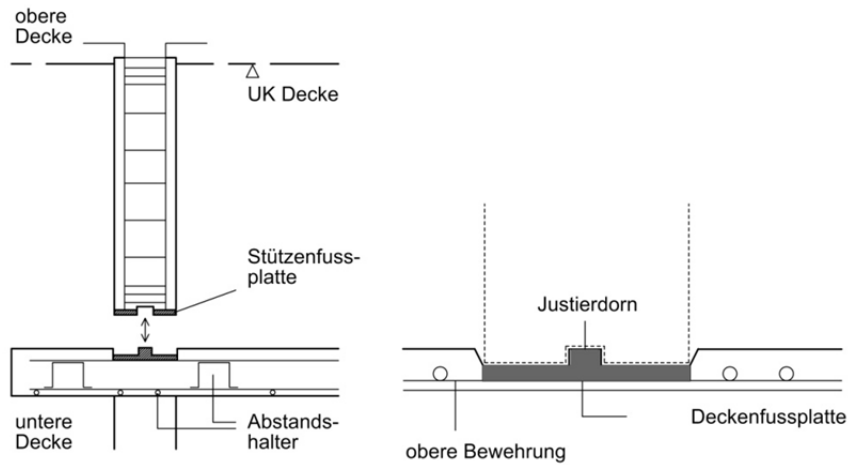 obere
Decke
UK Decke
Stützenfuss-
platte
untere
Decke
Abstands-
halter
Justierdorn
Deckenfussplatte
obere Bewehrung